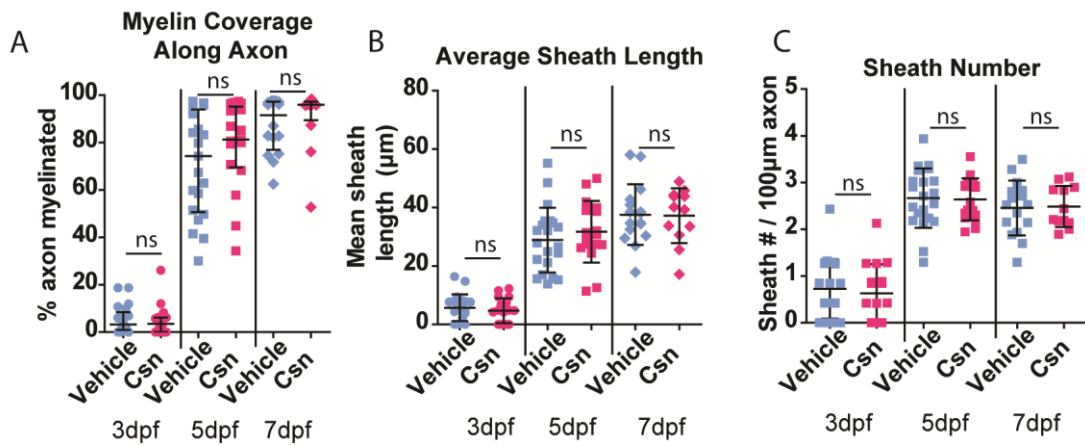 A
Myelin Coverage
Along Axon
% axon myelinated
100
80
60
40
20
0
ns
ns
ns
Vehicle
Csn
Vehicle
Csn
Vehicle
Csn
3dpf
5dpf
7dpf
B
Average Sheath Length
Mean sheath
length (µm)
80
60
40
20
0
ns
ns
ns
Vehicle
Csn
Vehicle
Csn
Vehicle
Csn
3dpf
5dpf
7dpf
C
Sheath Number
Sheath # / 100µm axon
5
4
3
2
1
0
ns
ns
ns
Vehicle
Csn
Vehicle
Csn
Vehicle
Csn
3dpf
5dpf
7dpf